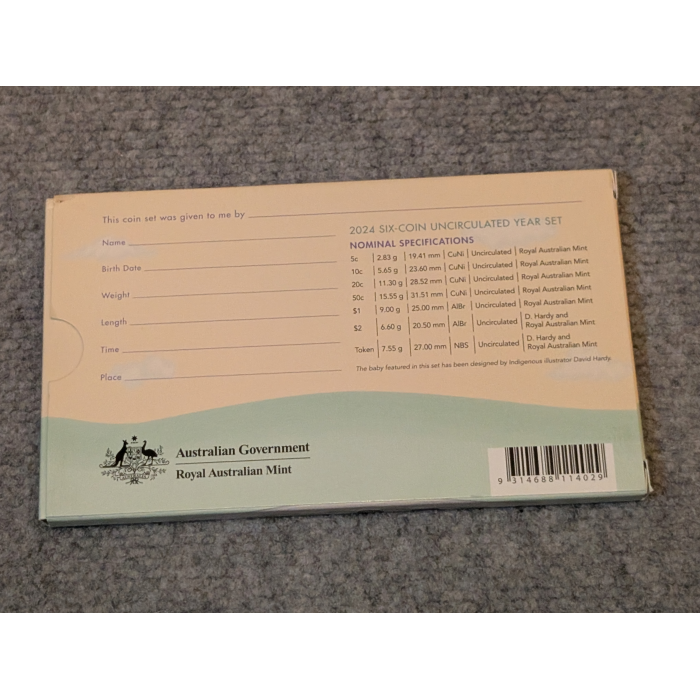 This coin set was given to me by
Name
Birth Date
Weight
Length
Time
Place
2024 SIX-COIN UNCIRCULATED YEAR SET
NOMINAL SPECIFICATIONS
5c 2.83 g 19.41 mm CuNi Uncirculated Royal Australian Mint
10c 5.65 g 23.60 mm CuNi Uncirculated Royal Australian Mint
20c 11.30 g 28.52 mm CuNi Uncirculated Royal Australian Mint
50c 15.55 g 31.51 mm CuNi Uncirculated Royal Australian Mint
$1 9.00 g 25.00 mm AlBr Uncirculated Royal Australian Mint
$2 6.60 g 20.50 mm AlBr Uncirculated D. Hardy and
Royal Australian Mint
Token 7.55 g 27.00 mm NBS Uncirculated D. Hardy and
Royal Australian Mint
The baby featured in this set has been designed by Indigenous illustrator David Hardy
Australian Government
Royal Australian Mint
9 314688 114029